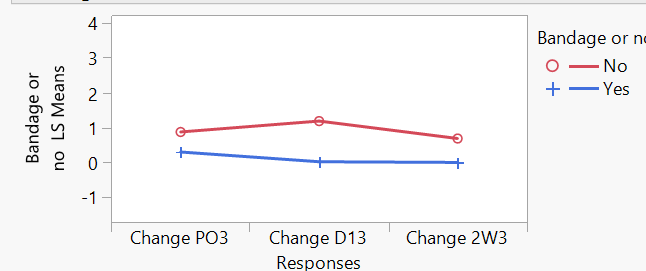 4
3
2
1
0
-1
Bandage or
no LS Means
Change PO3
Change D13
Change 2W3
Responses
Bandage or no
No
Yes